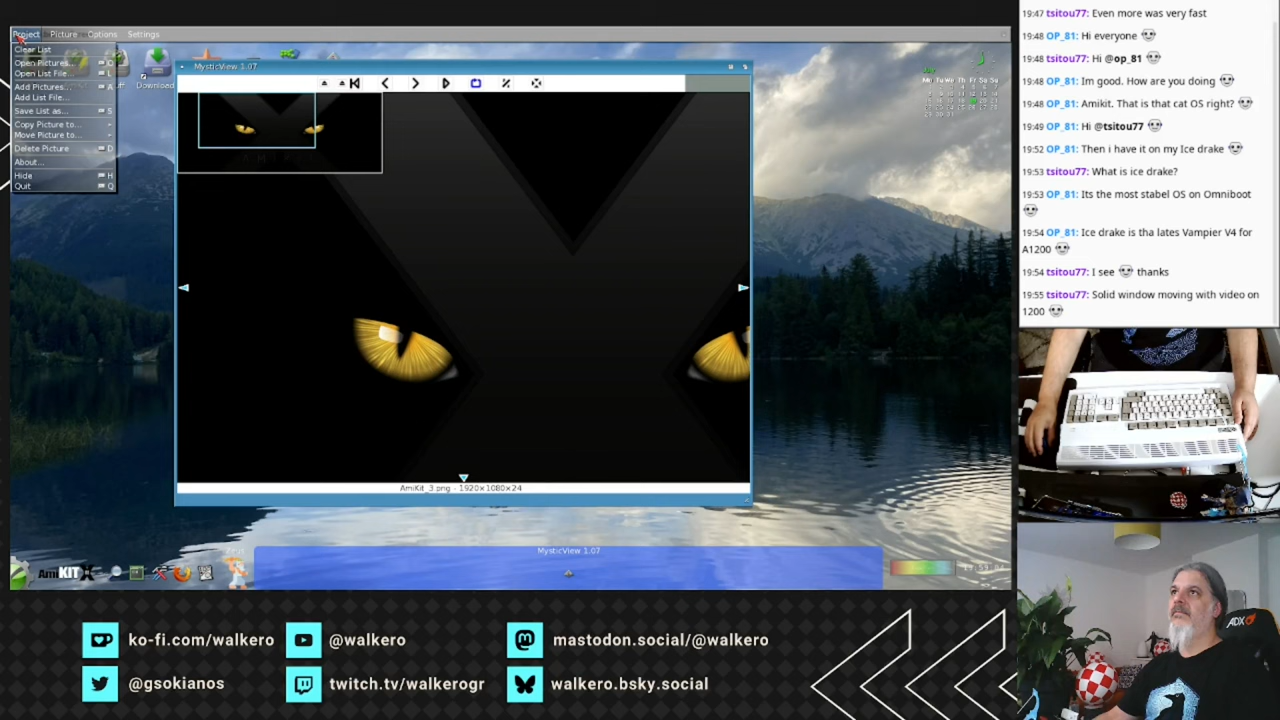 Project Picture Options Settings
Clear List
Open Pictures... O
Open List File... L
Add Pictures... A
Add List File...
Save List as... S
Copy Picture to...
Move Picture to...
Delete Picture D
About...
Hide H
Quit Q
Download
MysticView 1.07
AmiKit_3.png - 1920x1080x24
MysticView 1.07
AmiKIT X
19:47 tsitou77: Even more was very fast
19:48 OP_81: Hi everyone
19:48 tsitou77: Hi @op_81
19:48 OP_81: Im good. How are you doing
19:48 OP_81: Amikit. That is that cat OS right?
19:49 OP_81: Hi @tsitou77
19:52 OP_81: Then i have it on my Ice drake
19:53 tsitou77: What is ice drake?
19:53 OP_81: Its the most stabel OS on Omniboot
19:54 OP_81: Ice drake is tha lates Vampier V4 for
A1200
19:54 tsitou77: I see thanks
19:55 tsitou77: Solid window moving with video on
1200
ADX
ko-fi.com/walkero
@walkero
mastodon.social/@walkero
@gsokianos
twitch.tv/walkerogr
walkero.bsky.social